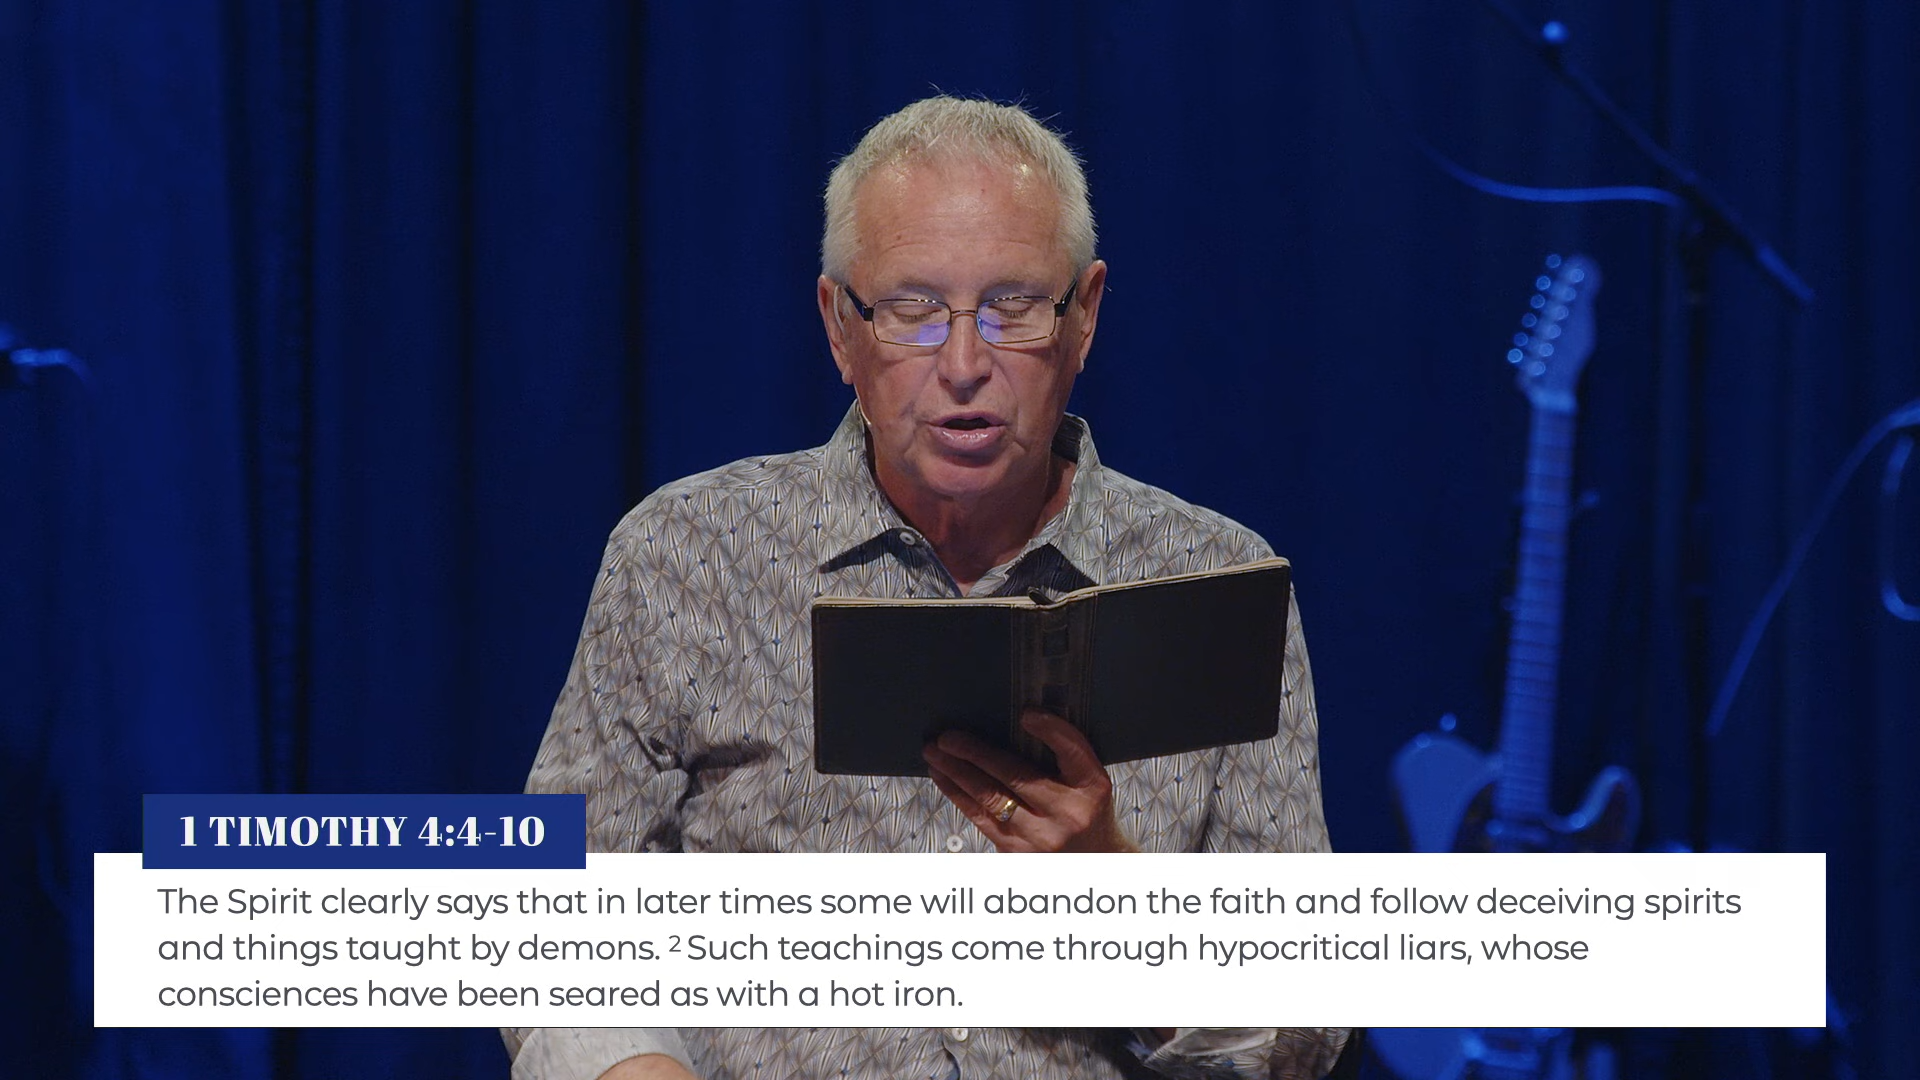 1 TIMOTHY 4:4-10
The Spirit clearly says that in later times some will abandon the faith and follow deceiving spirits
and things taught by demons. ² Such teachings come through hypocritical liars, whose
consciences have been seared as with a hot iron.